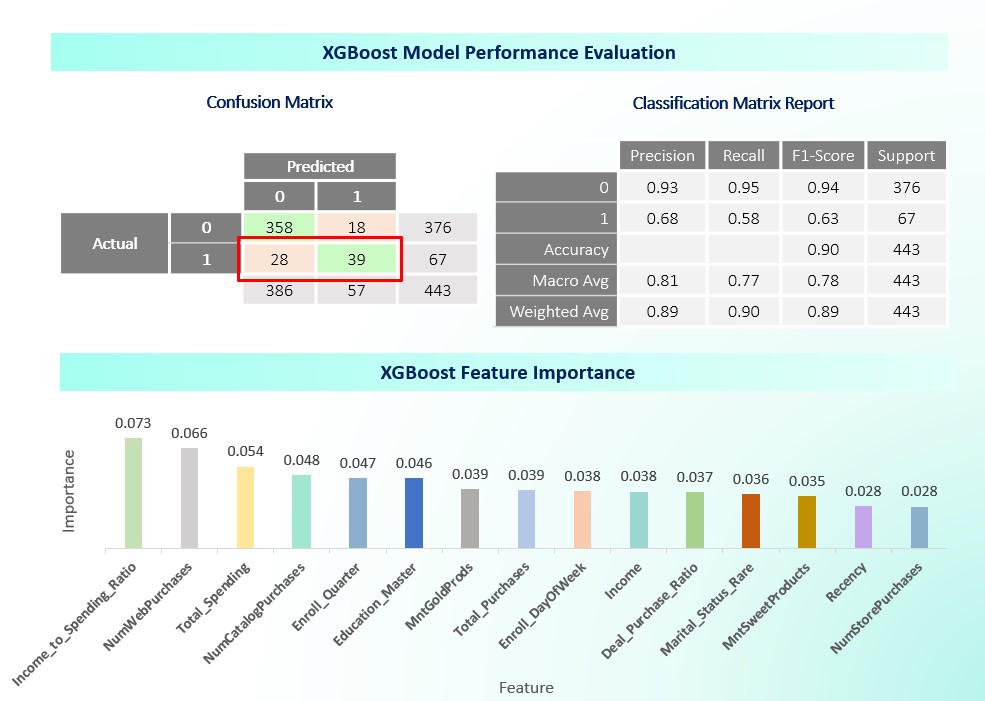 XGBoost Model Performance Evaluation
Confusion Matrix
Predicted
0 1
Actual 0 358 18 376
1 28 39 67
386 57 443
Classification Matrix Report
Precision Recall F1-Score Support
0 0.93 0.95 0.94 376
1 0.68 0.58 0.63 67
Accuracy 0.90 443
Macro Avg 0.81 0.77 0.78 443
Weighted Avg 0.89 0.90 0.89 443
XGBoost Feature Importance
Importance
0.073 0.066 0.054 0.048 0.047 0.046 0.039 0.039 0.038 0.038 0.037 0.036 0.035 0.028 0.028
Income_to_Spending_Ratio
NumWebPurchases
Total_Spending
NumCatalogPurchases
Enroll_Quarter
Education_Master
MntGoldProds
Total_Purchases
Enroll_DayOfWeek
Income
Deal_Purchase_Ratio
Marital_Status_Rare
MntSweetProducts
Recency
NumStorePurchases
Feature